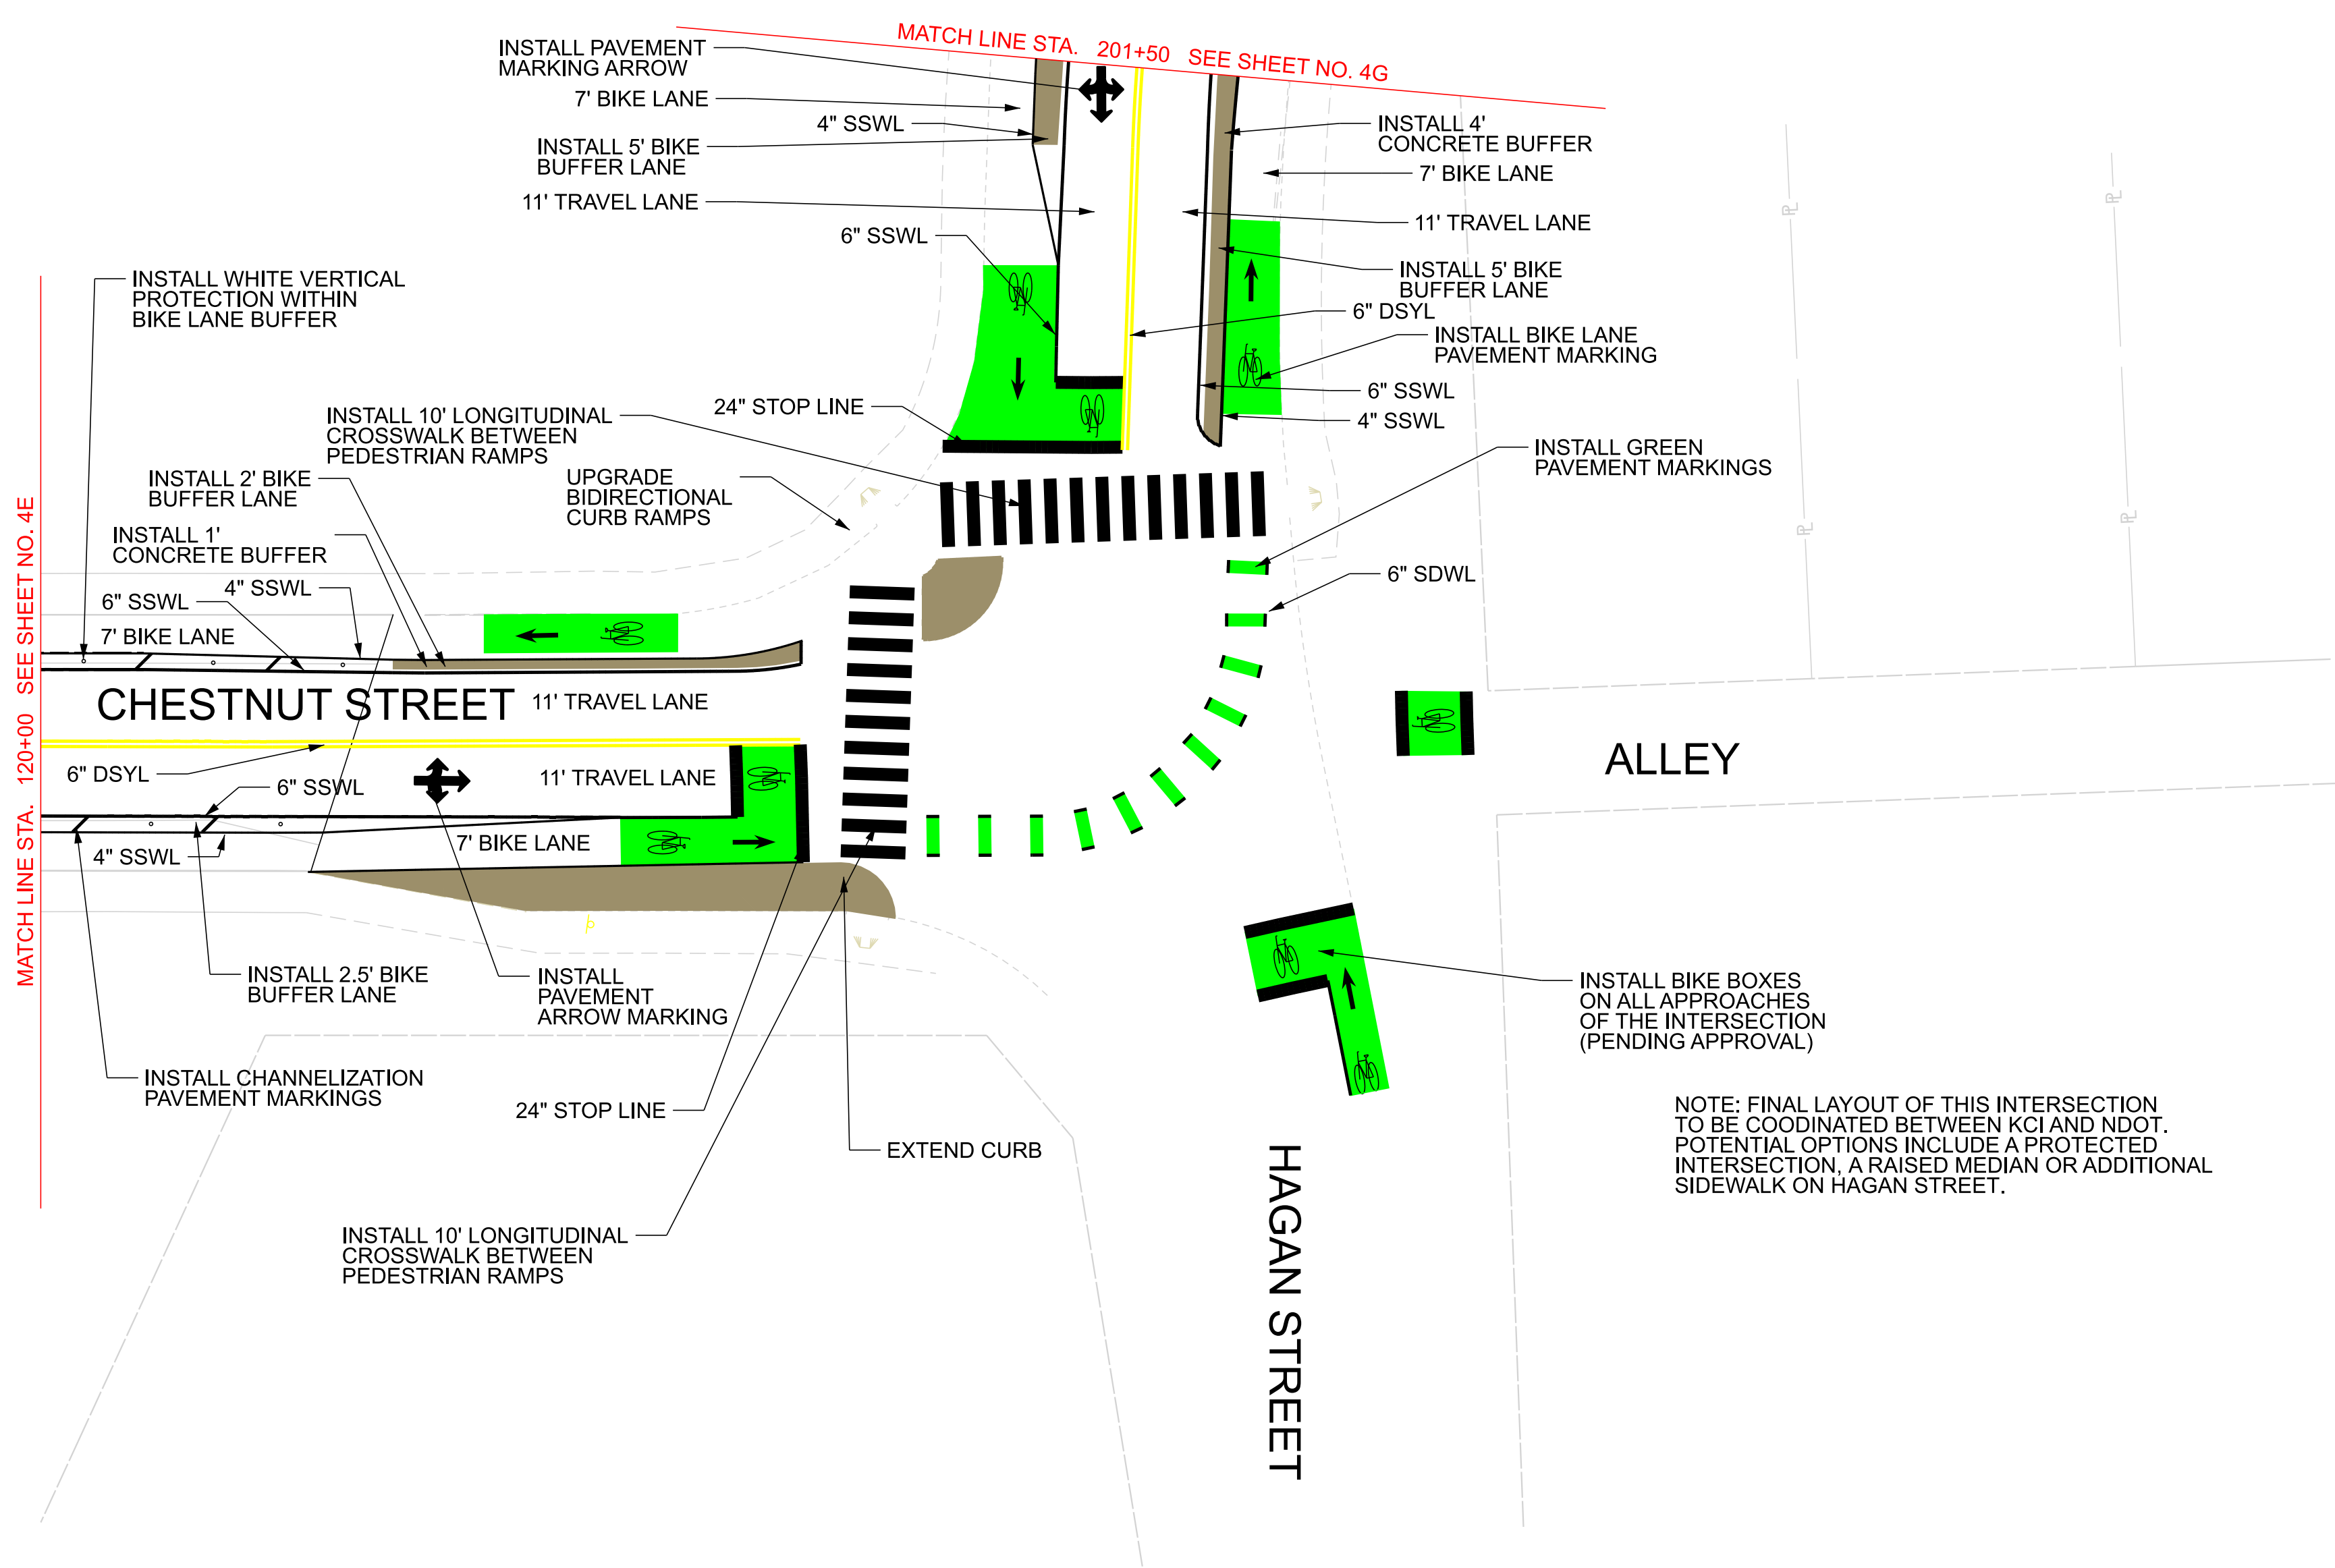 MATCH LINE STA. 201+50 SEE SHEET NO. 4G
INSTALL PAVEMENT
MARKING ARROW
7' BIKE LANE
4" SSWL
INSTALL 5' BIKE
BUFFER LANE
11' TRAVEL LANE
6" SSWL
INSTALL 4'
CONCRETE BUFFER
7' BIKE LANE
11' TRAVEL LANE
INSTALL 5' BIKE
BUFFER LANE
6" DSYL
INSTALL BIKE LANE
PAVEMENT MARKING
6" SSWL
4" SSWL
INSTALL GREEN
PAVEMENT MARKINGS
6" SDWL
INSTALL WHITE VERTICAL
PROTECTION WITHIN
BIKE LANE BUFFER
INSTALL 10' LONGITUDINAL
CROSSWALK BETWEEN
PEDESTRIAN RAMPS
24" STOP LINE
INSTALL 2' BIKE
BUFFER LANE
UPGRADE
BIDIRECTIONAL
CURB RAMPS
INSTALL 1'
CONCRETE BUFFER
4" SSWL
6" SSWL
7' BIKE LANE
MATCH LINE STA. 120+00 SEE SHEET NO. 4E
CHESTNUT STREET
11' TRAVEL LANE
6" DSYL
6" SSWL
11' TRAVEL LANE
4" SSWL
7' BIKE LANE
ALLEY
INSTALL 2.5' BIKE
BUFFER LANE
INSTALL
PAVEMENT
ARROW MARKING
INSTALL CHANNELIZATION
PAVEMENT MARKINGS
24" STOP LINE
EXTEND CURB
INSTALL 10' LONGITUDINAL
CROSSWALK BETWEEN
PEDESTRIAN RAMPS
HAGAN STREET
INSTALL BIKE BOXES
ON ALL APPROACHES
OF THE INTERSECTION
(PENDING APPROVAL)
NOTE: FINAL LAYOUT OF THIS INTERSECTION
TO BE COODINATED BETWEEN KCI AND NDOT.
POTENTIAL OPTIONS INCLUDE A PROTECTED
INTERSECTION, A RAISED MEDIAN OR ADDITIONAL
SIDEWALK ON HAGAN STREET.
PL
PL
PL
PL